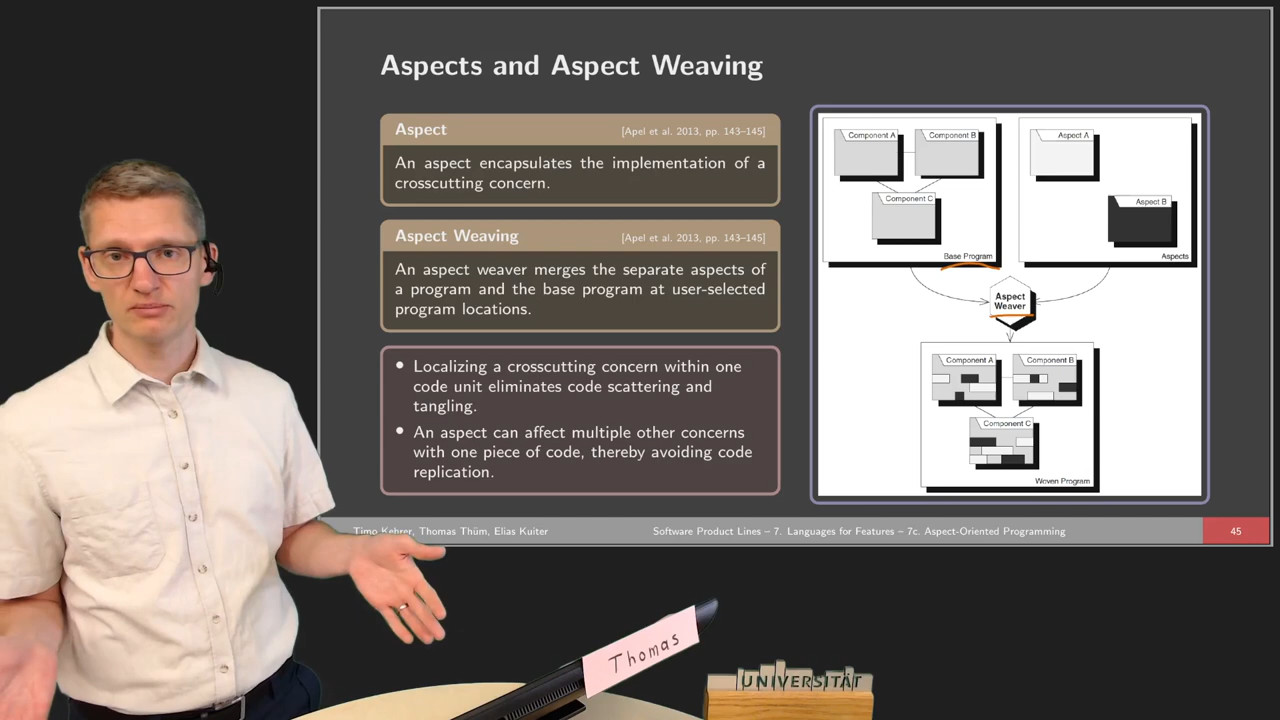 Aspects and Aspect Weaving
Aspect [Apel et al. 2013, pp. 143–145]
An aspect encapsulates the implementation of a
crosscutting concern.
Aspect Weaving [Apel et al. 2013, pp. 143–145]
An aspect weaver merges the separate aspects of
a program and the base program at user-selected
program locations.
• Localizing a crosscutting concern within one
code unit eliminates code scattering and
tangling.
• An aspect can affect multiple other concerns
with one piece of code, thereby avoiding code
replication.
Component A
Component B
Component C
Base Program
Aspect A
Aspect B
Aspects
Aspect
Weaver
Component A
Component B
Component C
Woven Program
Timo Kehrer, Thomas Thüm, Elias Kuiter
Software Product Lines – 7. Languages for Features – 7c. Aspect-Oriented Programming
45
Thomas
UNIVERSITÄT